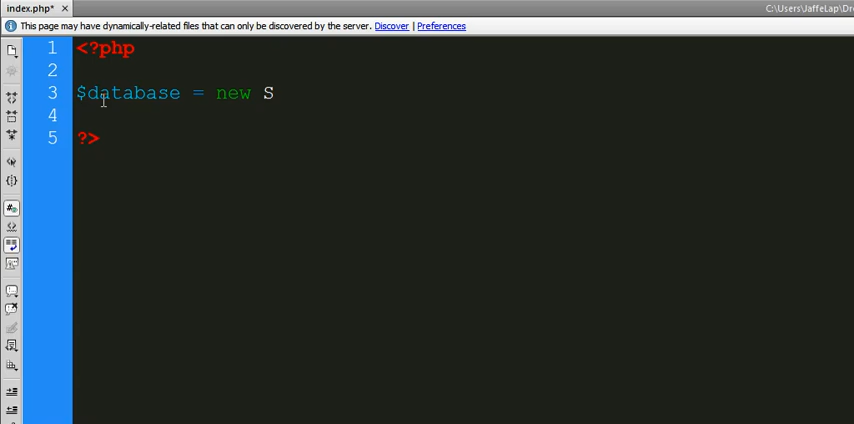 index.php* ×
C:\Users\JaffeLap\Dr
This page may have dynamically-related files that can only be discovered by the server. Discover | Preferences
1 <?php
2
3 $database = new S
4
5 ?>